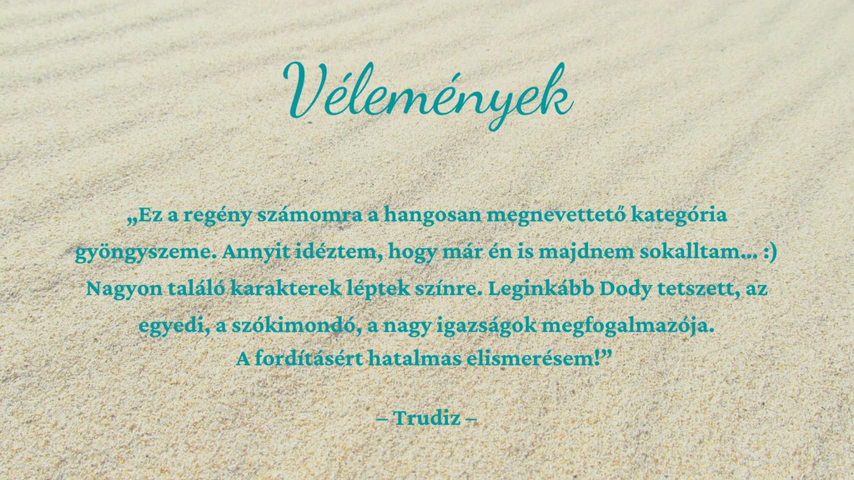 Vélemények
„Ez a regény számomra a hangosan megnevettető kategória
gyöngyszeme. Annyit idéztem, hogy már én is majdnem sokalltam... :)
Nagyon találó karakterek léptek színre. Leginkább Dody tetszett, az
egyedi, a szókimondó, a nagy igazságok megfogalmazója.
A fordításért hatalmas elismerésem!”
– Trudiz –